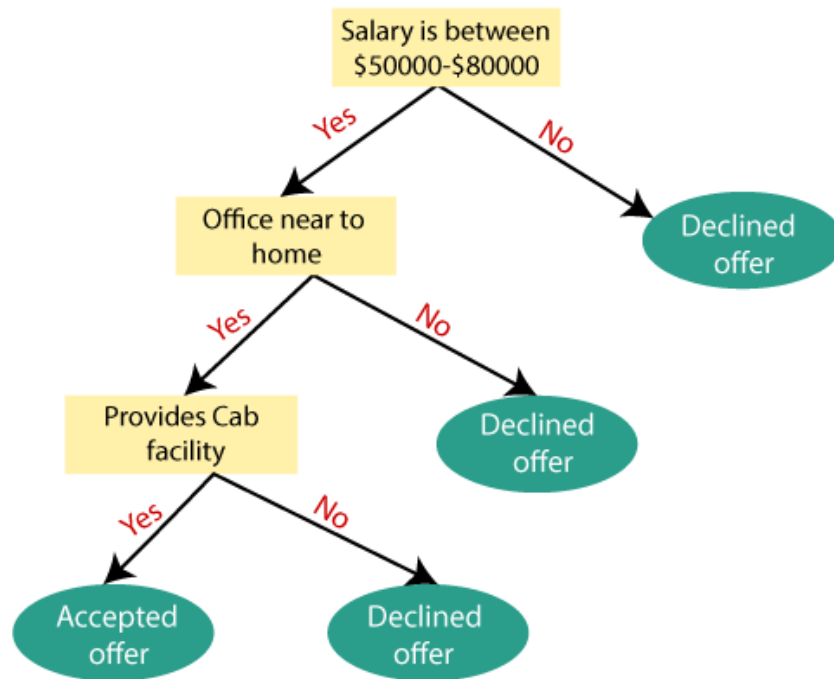 Salary is between
$50000-$80000
Yes
No
Office near to
home
Declined
offer
Yes
No
Provides Cab
facility
Declined
offer
Yes
No
Accepted
offer
Declined
offer